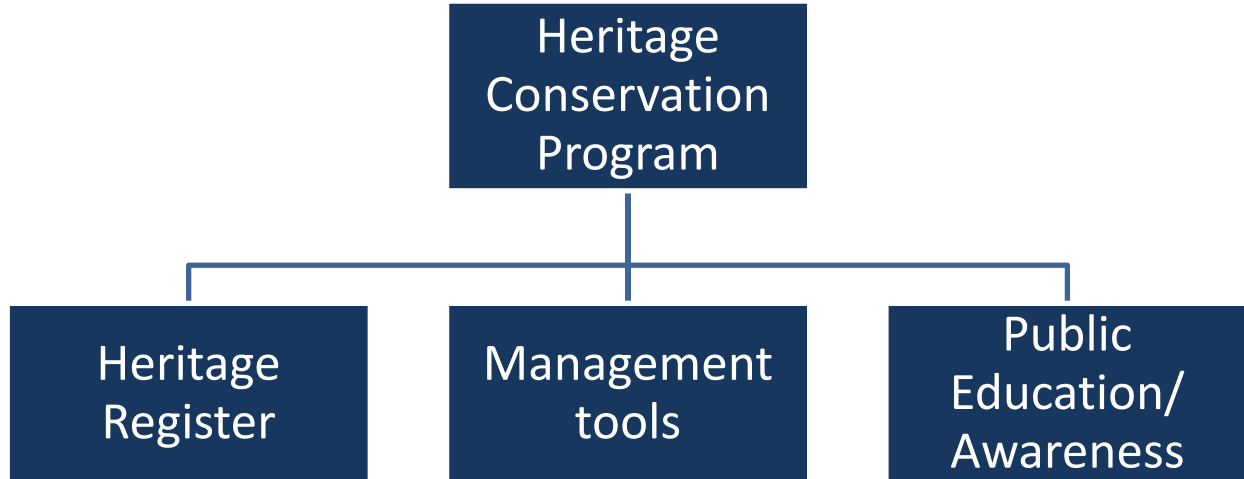 Heritage
Conservation
Program
Heritage
Register
Management
tools
Public
Education/
Awareness